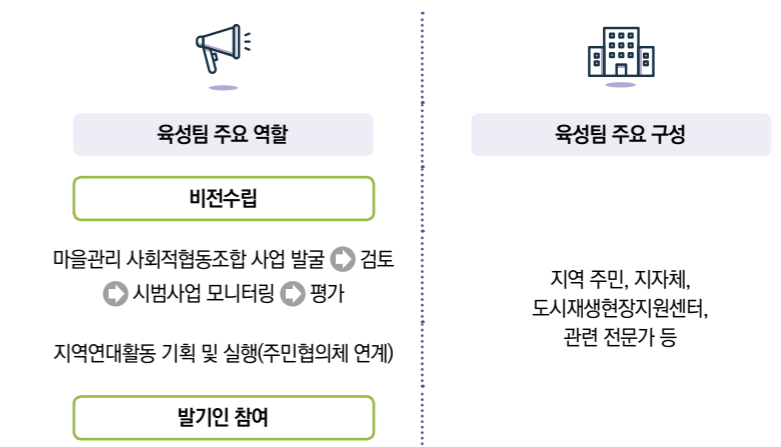 육성팀 주요 역할
비전수립
마을관리 사회적협동조합 사업 발굴 검토
시범사업 모니터링 평가
지역연대활동 기획 및 실행(주민협의체 연계)
발기인 참여
육성팀 주요 구성
지역 주민, 지자체,
도시재생현장지원센터,
관련 전문가 등